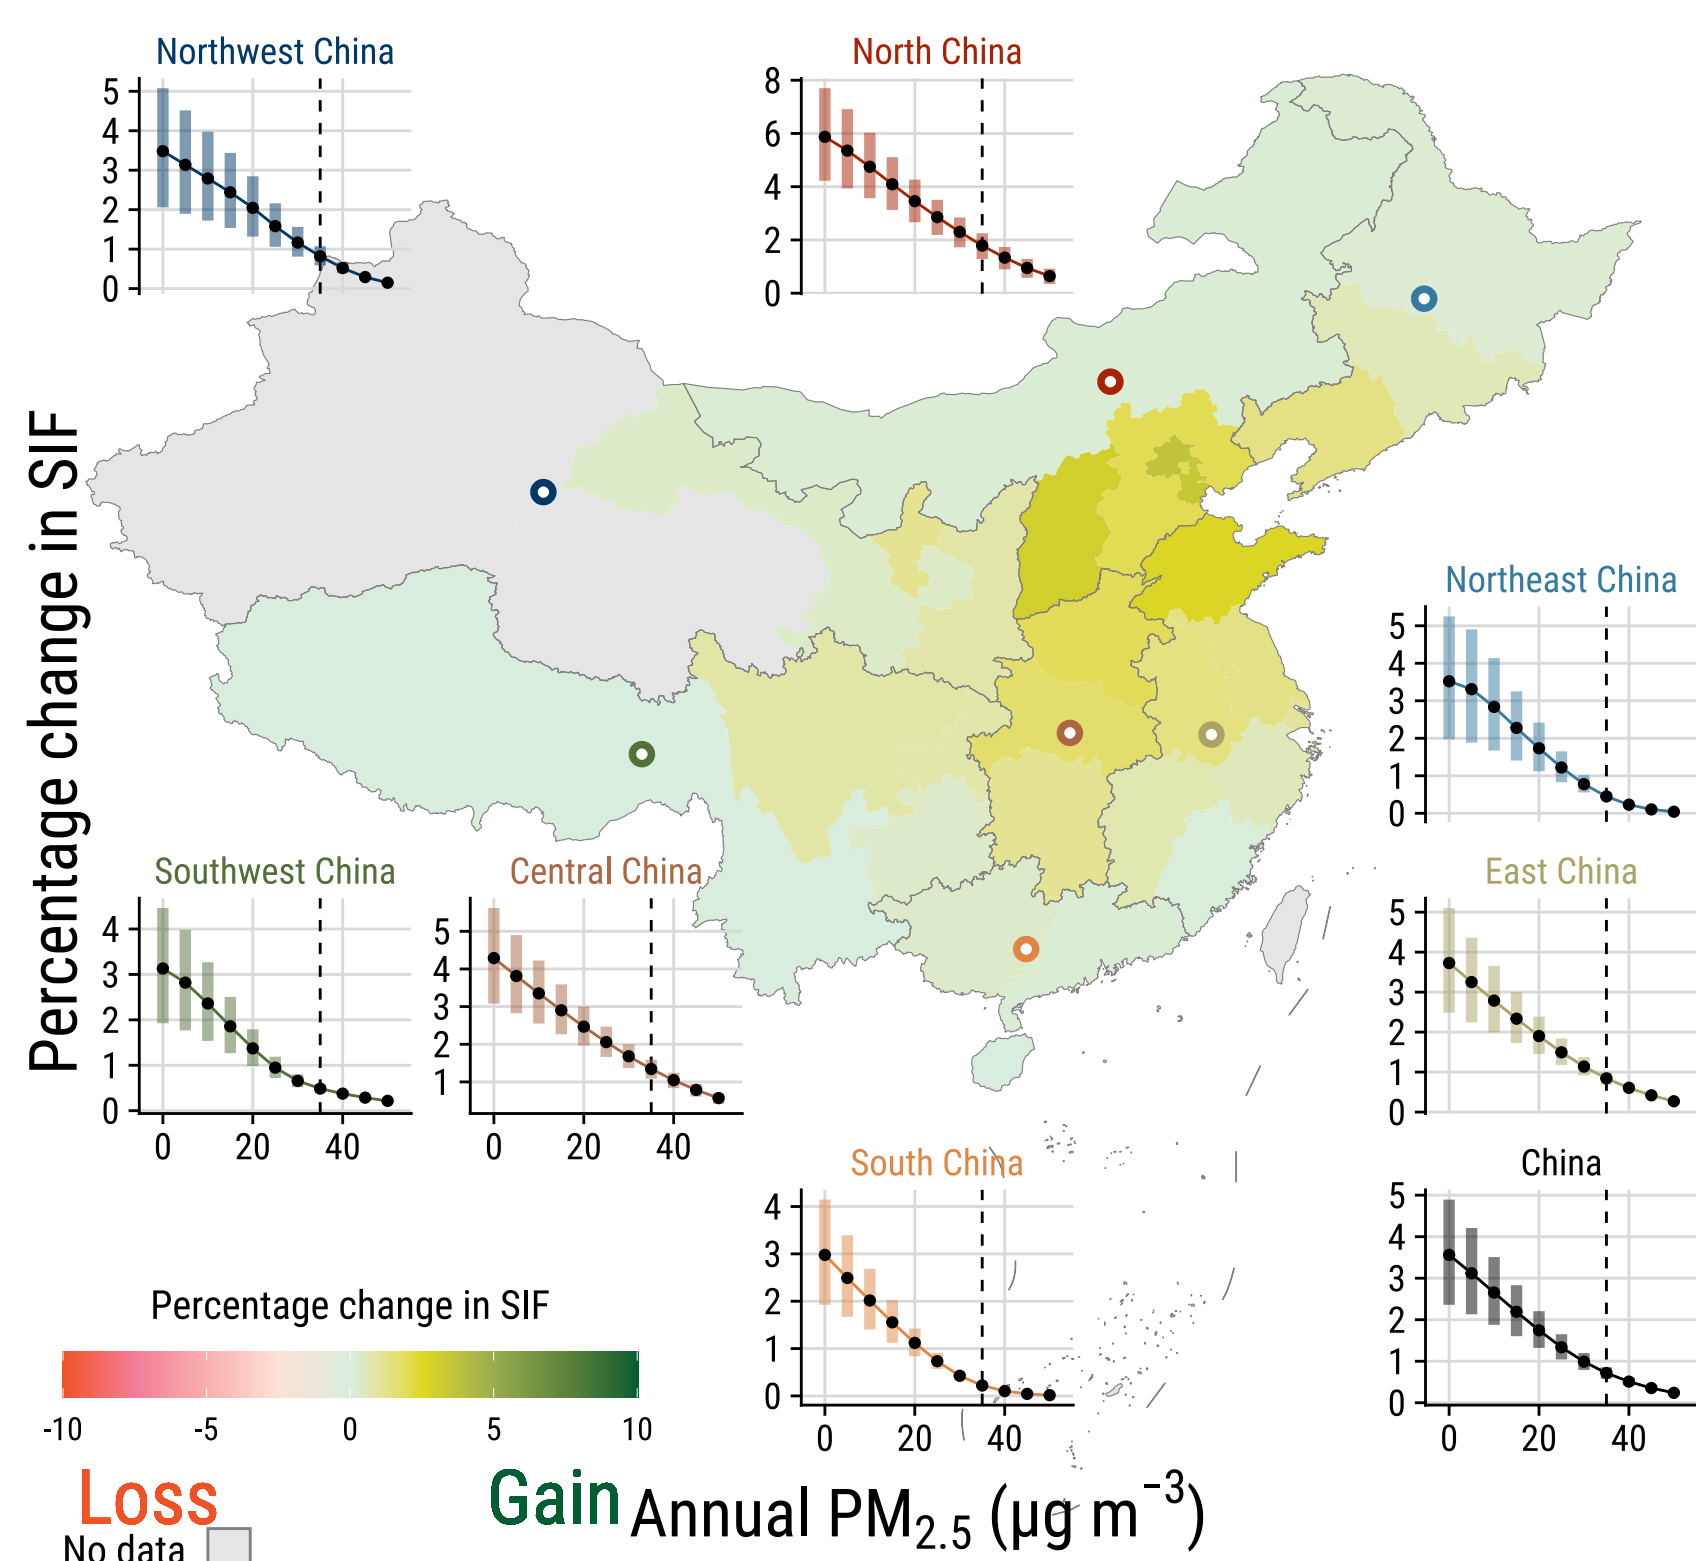 Northwest China
5
4
3
2
1
0
North China
8
6
4
2
0
Percentage change in SIF
Northeast China
5
4
3
2
1
0
Southwest China
4
3
2
1
0
0 20 40
Central China
5
4
3
2
1
0 20 40
East China
5
4
3
2
1
0
South China
4
3
2
1
0
0 20 40
China
5
4
3
2
1
0
0 20 40
Percentage change in SIF
-10 -5 0 5 10
Loss Gain
No data
Annual PM2.5 (µg m−3)